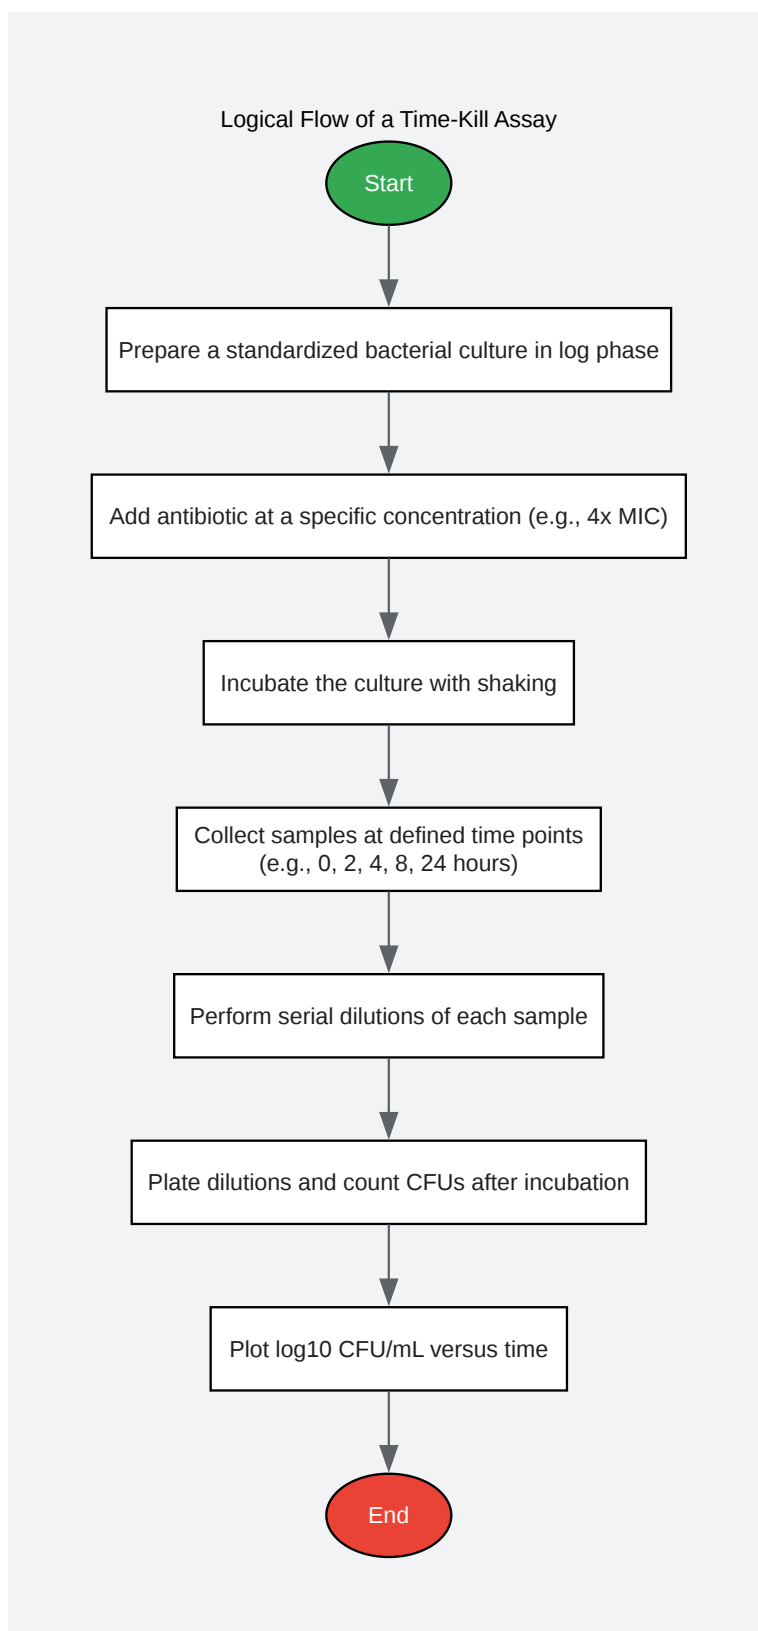 Logical Flow of a Time-Kill Assay
Start
Prepare a standardized bacterial culture in log phase
Add antibiotic at a specific concentration (e.g., 4x MIC)
Incubate the culture with shaking
Collect samples at defined time points
(e.g., 0, 2, 4, 8, 24 hours)
Perform serial dilutions of each sample
Plate dilutions and count CFUs after incubation
Plot log10 CFU/mL versus time
End